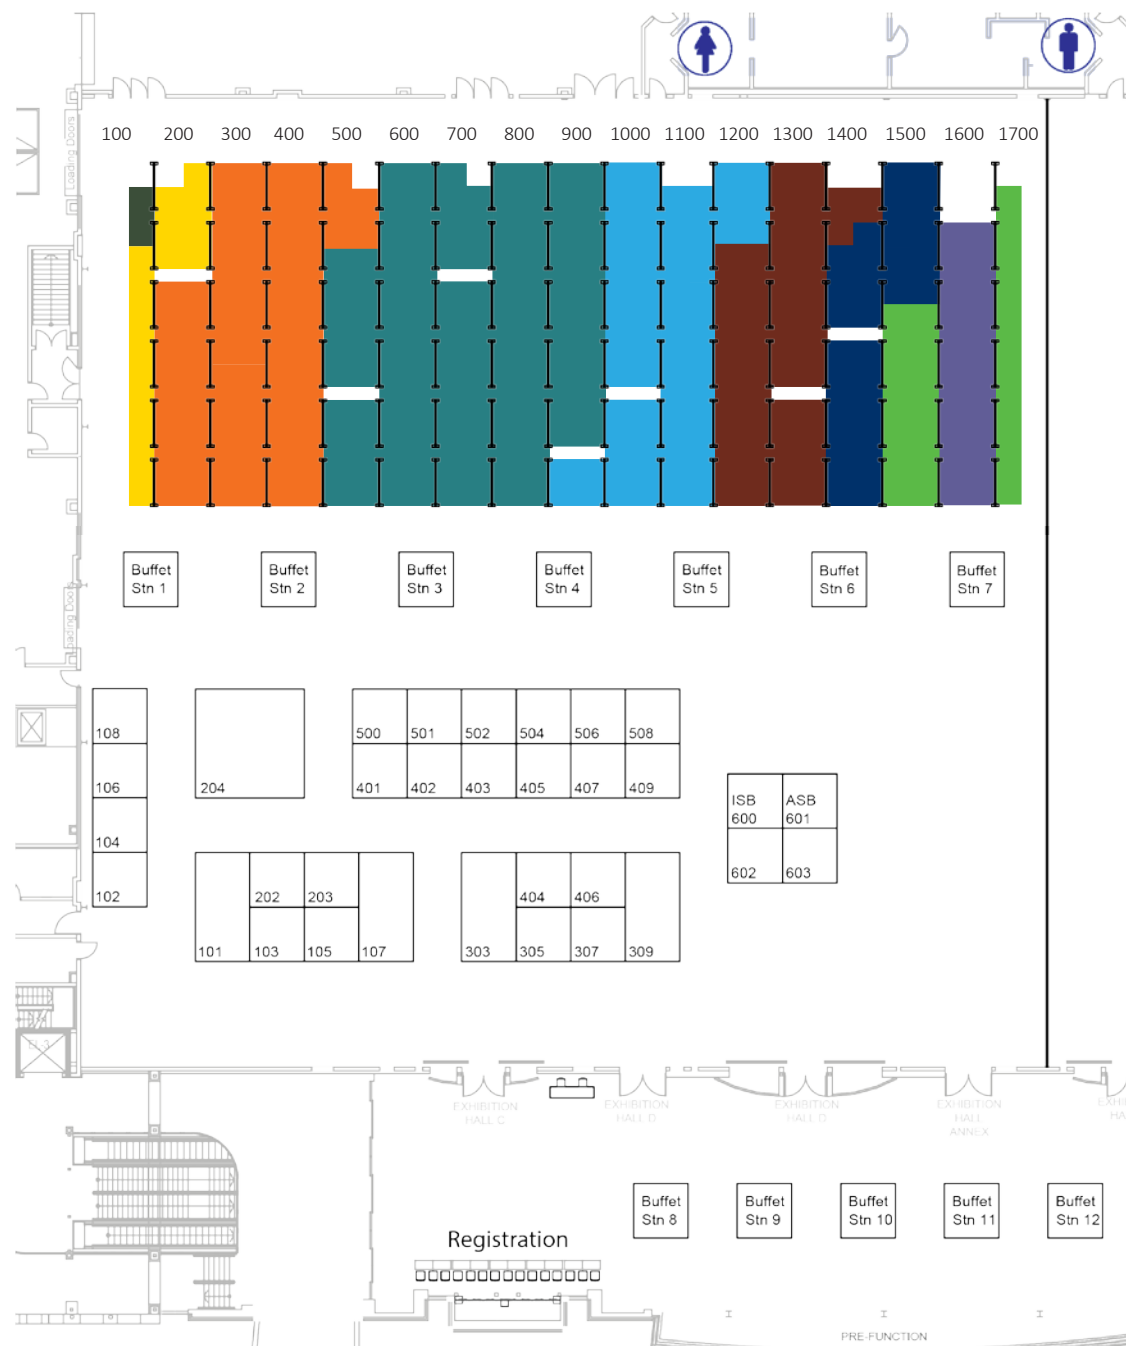 Loading Doors
100 200 300 400 500 600 700 800 900 1000 1100 1200 1300 1400 1500 1600 1700
Buffet
Stn 1
Buffet
Stn 2
Buffet
Stn 3
Buffet
Stn 4
Buffet
Stn 5
Buffet
Stn 6
Buffet
Stn 7
108
106
104
102
204
500 501 502 504 506 508
401 402 403 405 407 409
ISB
600
ASB
601
602 603
202 203
101 103 105 107
404 406
303 305 307 309
EXHIBITION
HALL C
EXHIBITION
HALL D
EXHIBITION
HALL D
EXHIBITION
HALL
ANNEX
Buffet
Stn 8
Buffet
Stn 9
Buffet
Stn 10
Buffet
Stn 11
Buffet
Stn 12
Registration
PRE-FUNCTION